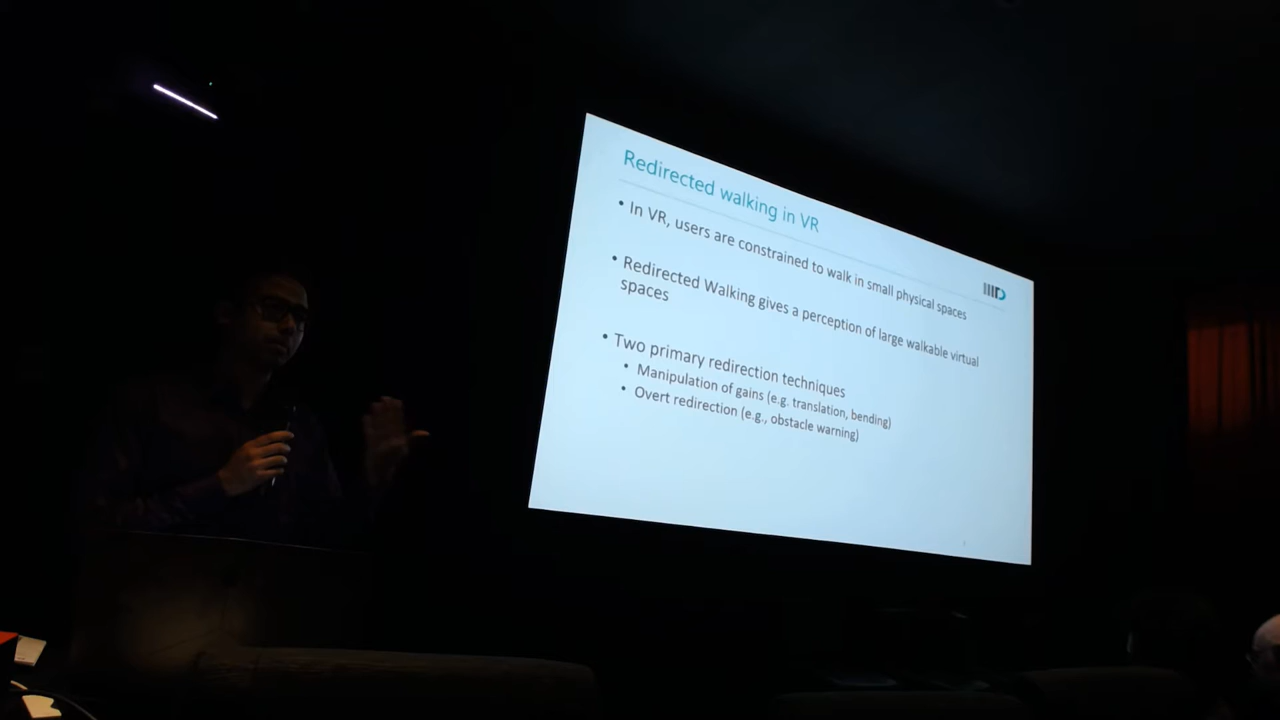 Redirected walking in VR
• In VR, users are constrained to walk in small physical spaces
• Redirected Walking gives a perception of large walkable virtual
spaces
• Two primary redirection techniques
• Manipulation of gains (e.g. translation, bending)
• Overt redirection (e.g., obstacle warning)